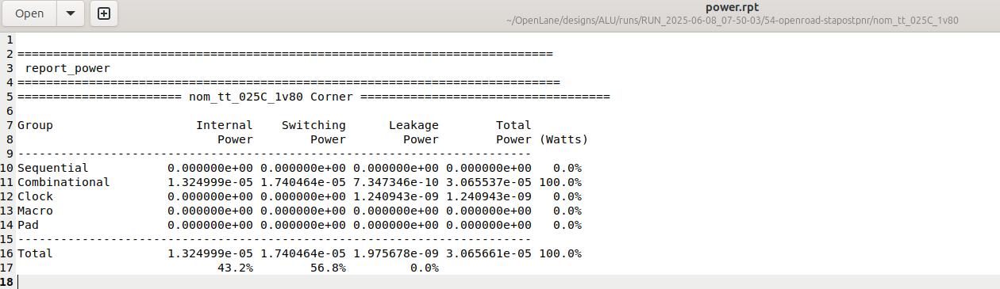 Open
power.rpt
~/OpenLane/designs/ALU/runs/RUN_2025-06-08_07-50-03/54-openroad-stapostpnr/nom_tt_025C_1v80
1
2 ===========================================================================
3  report_power
4 ============================================================================
5 ======================= nom_tt_025C_1v80 Corner ===================================
6
7 Group                    Internal    Switching      Leakage        Total
8                             Power        Power        Power        Power (Watts)
9 ------------------------------------------------------------------------
10 Sequential           0.000000e+00 0.000000e+00 0.000000e+00 0.000000e+00   0.0%
11 Combinational        1.324999e-05 1.740464e-05 7.347346e-10 3.065537e-05 100.0%
12 Clock                0.000000e+00 0.000000e+00 1.240943e-09 1.240943e-09   0.0%
13 Macro                0.000000e+00 0.000000e+00 0.000000e+00 0.000000e+00   0.0%
14 Pad                  0.000000e+00 0.000000e+00 0.000000e+00 0.000000e+00   0.0%
15 ------------------------------------------------------------------------
16 Total                1.324999e-05 1.740464e-05 1.975678e-09 3.065661e-05 100.0%
17                             43.2%        56.8%         0.0%
18